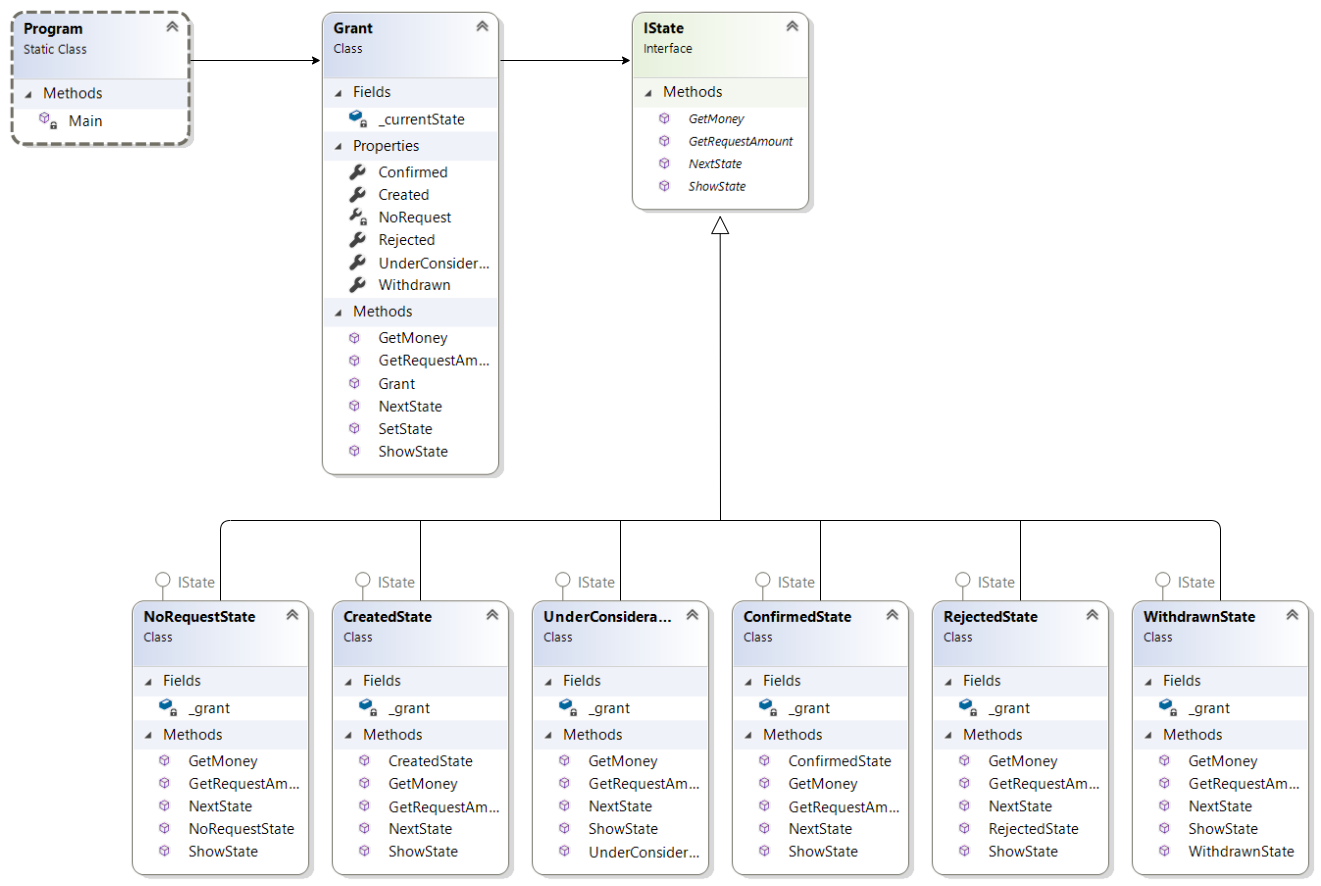 Program
Static Class
Methods
Main
Grant
Class
Fields
_currentState
Properties
Confirmed
Created
NoRequest
Rejected
UnderConsider...
Withdrawn
Methods
GetMoney
GetRequestAm...
Grant
NextState
SetState
ShowState
IState
Interface
Methods
GetMoney
GetRequestAmount
NextState
ShowState
IState
NoRequestState
Class
Fields
_grant
Methods
GetMoney
GetRequestAm...
NextState
NoRequestState
ShowState
IState
CreatedState
Class
Fields
_grant
Methods
CreatedState
GetMoney
GetRequestAm...
NextState
ShowState
IState
UnderConsidera...
Class
Fields
_grant
Methods
GetMoney
GetRequestAm...
NextState
ShowState
UnderConsider...
IState
ConfirmedState
Class
Fields
_grant
Methods
ConfirmedState
GetMoney
GetRequestAm...
NextState
ShowState
IState
RejectedState
Class
Fields
_grant
Methods
GetMoney
GetRequestAm...
NextState
RejectedState
ShowState
IState
WithdrawnState
Class
Fields
_grant
Methods
GetMoney
GetRequestAm...
NextState
ShowState
WithdrawnState